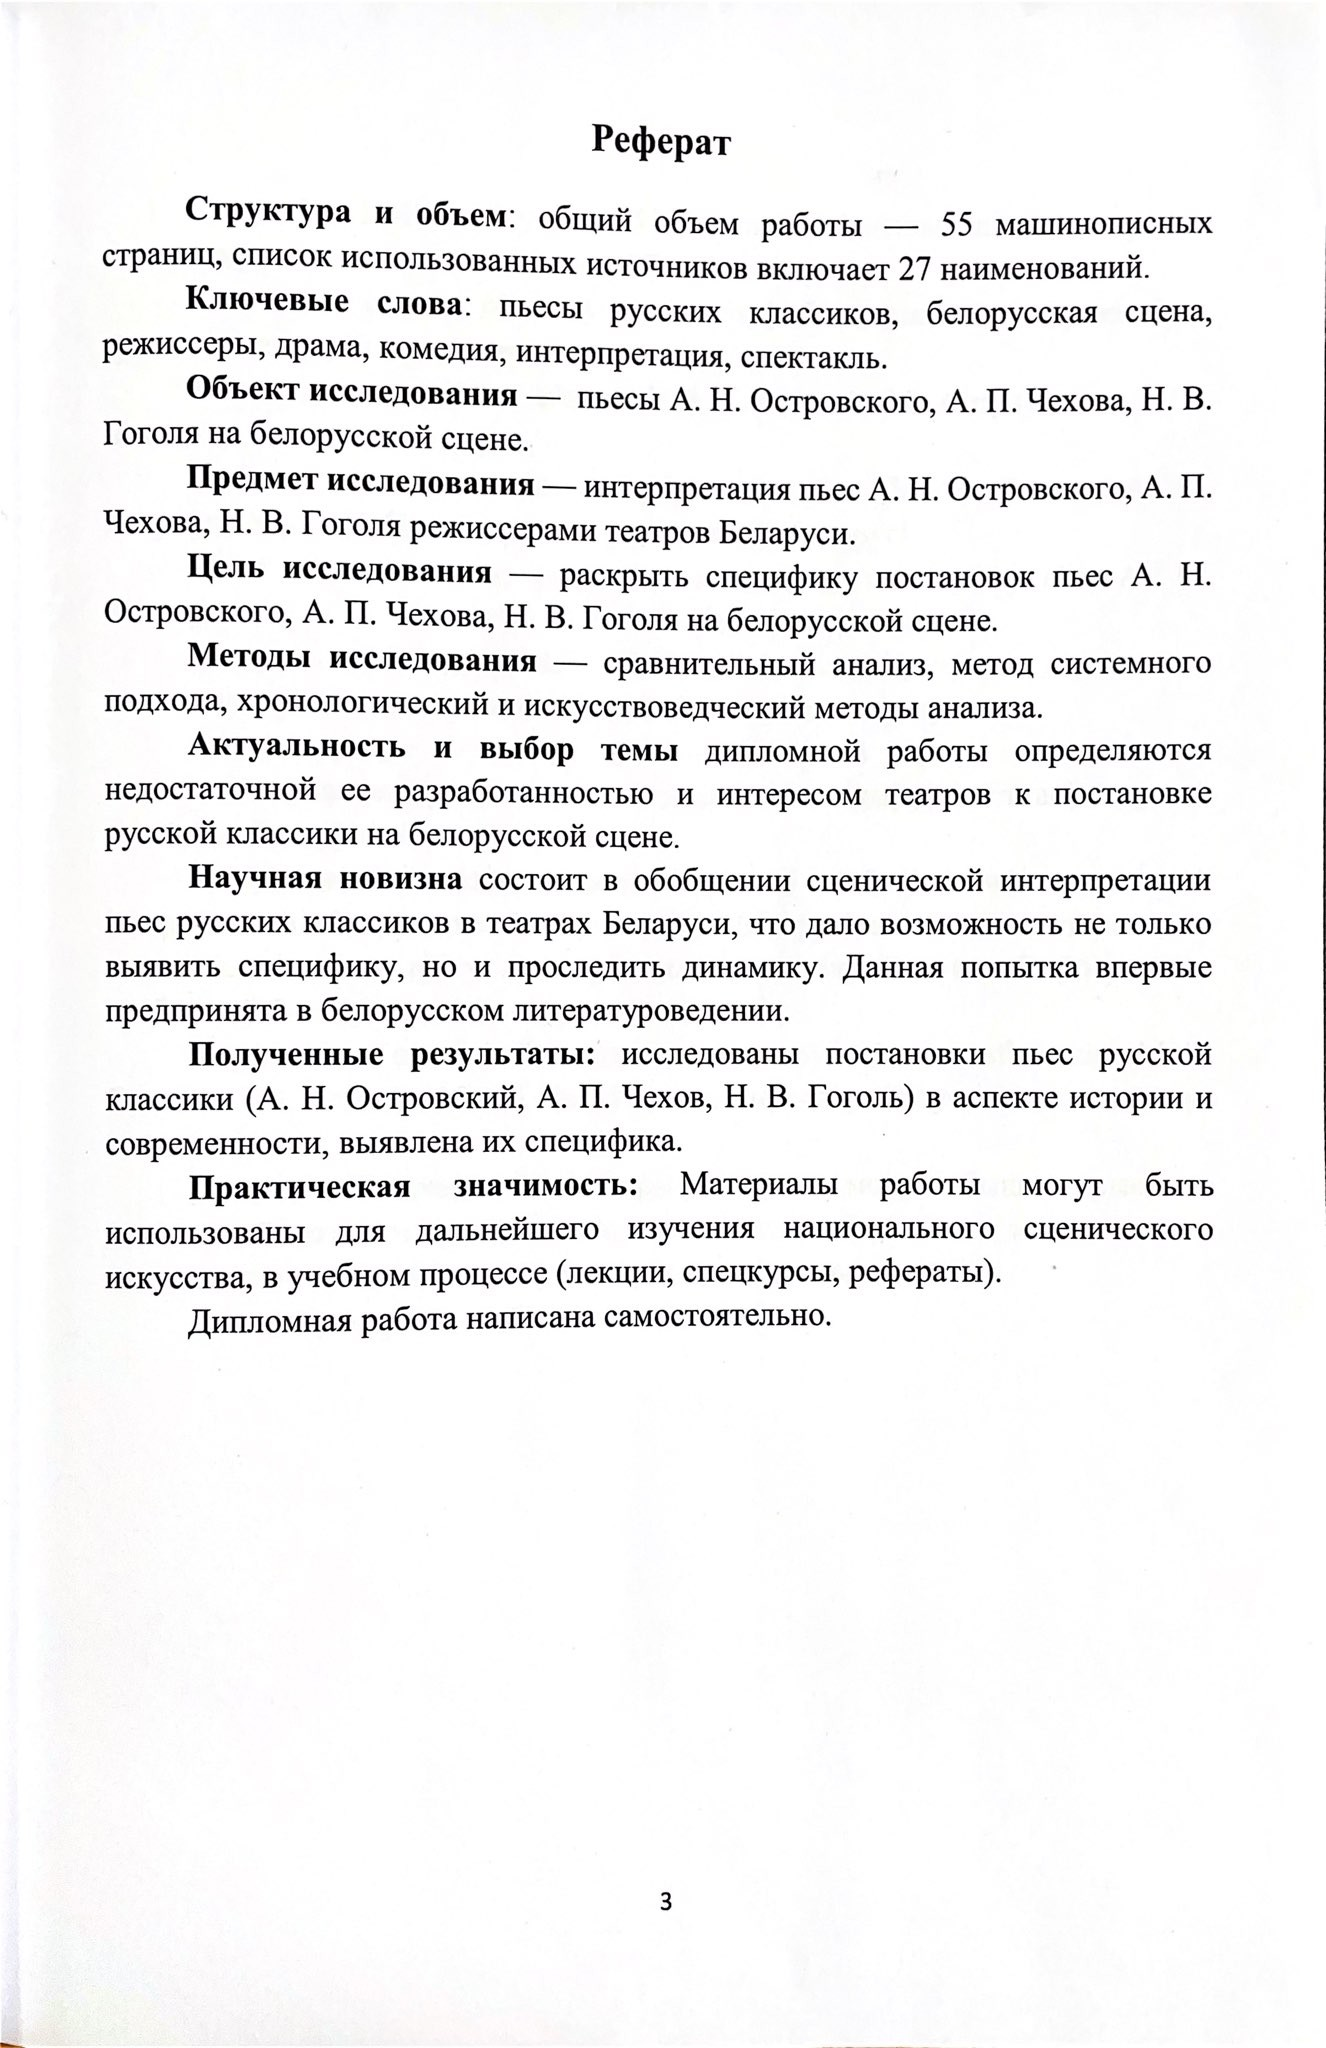 Реферат
Структура и объем: общий объем работы — 55 машинописных
страниц, список использованных источников включает 27 наименований.
Ключевые слова: пьесы русских классиков, белорусская сцена,
режиссеры, драма, комедия, интерпретация, спектакль.
Объект исследования — пьесы А. Н. Островского, А. П. Чехова, Н. В.
Гоголя на белорусской сцене.
Предмет исследования — интерпретация пьес А. Н. Островского, А. П.
Чехова, Н. В. Гоголя режиссерами театров Беларуси.
Цель исследования — раскрыть специфику постановок пьес А. Н.
Островского, А. П. Чехова, Н. В. Гоголя на белорусской сцене.
Методы исследования — сравнительный анализ, метод системного
подхода, хронологический и искусствоведческий методы анализа.
Актуальность и выбор темы дипломной работы определяются
недостаточной ее разработанностью и интересом театров к постановке
русской классики на белорусской сцене.
Научная новизна состоит в обобщении сценической интерпретации
пьес русских классиков в театрах Беларуси, что дало возможность не только
выявить специфику, но и проследить динамику. Данная попытка впервые
предпринята в белорусском литературоведении.
Полученные результаты: исследованы постановки пьес русской
классики (А. Н. Островский, А. П. Чехов, Н. В. Гоголь) в аспекте истории и
современности, выявлена их специфика.
Практическая значимость: Материалы работы могут быть
использованы для дальнейшего изучения национального сценического
искусства, в учебном процессе (лекции, спецкурсы, рефераты).
Дипломная работа написана самостоятельно.
3